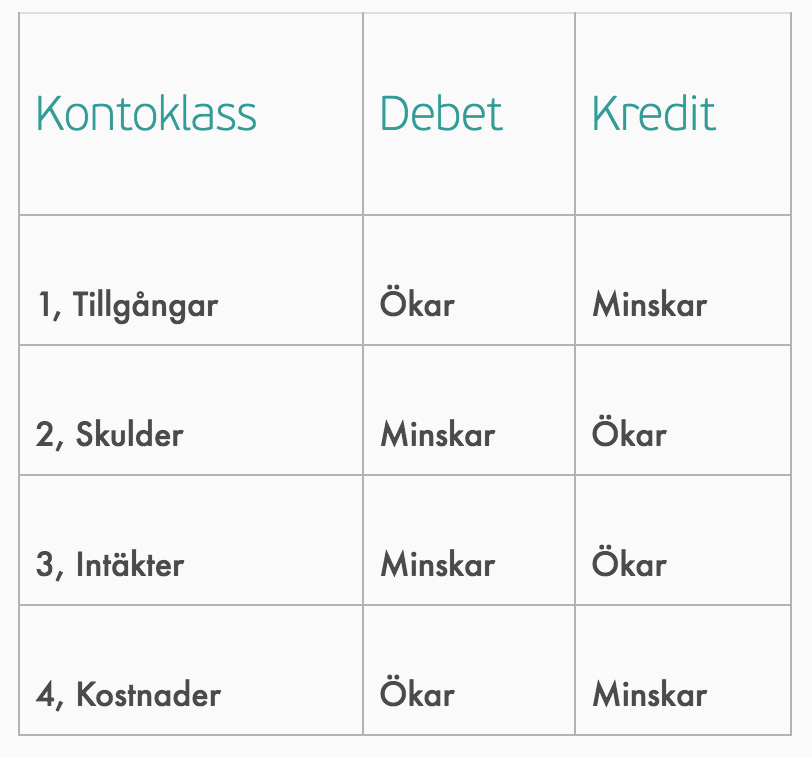 Kontoklass Debet Kredit
1, Tillgångar Ökar Minskar
2, Skulder Minskar Ökar
3, Intäkter Minskar Ökar
4, Kostnader Ökar Minskar